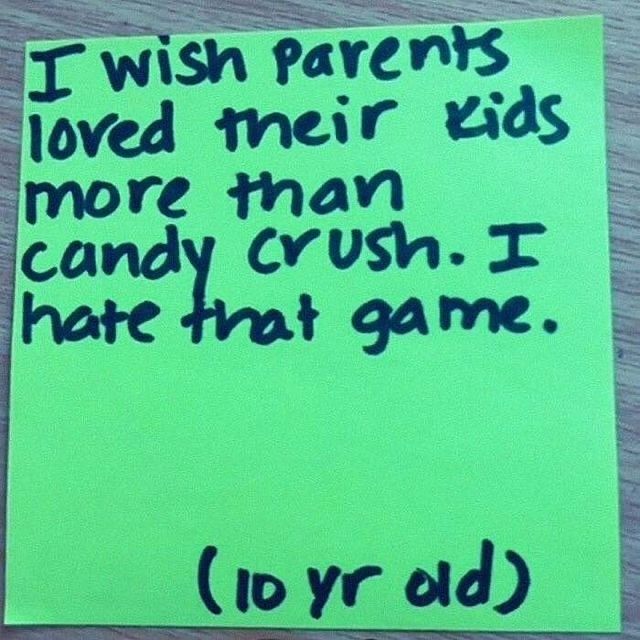 I wish parents
loved their kids
more than
candy crush. I
hate that game.
(10 yr old)